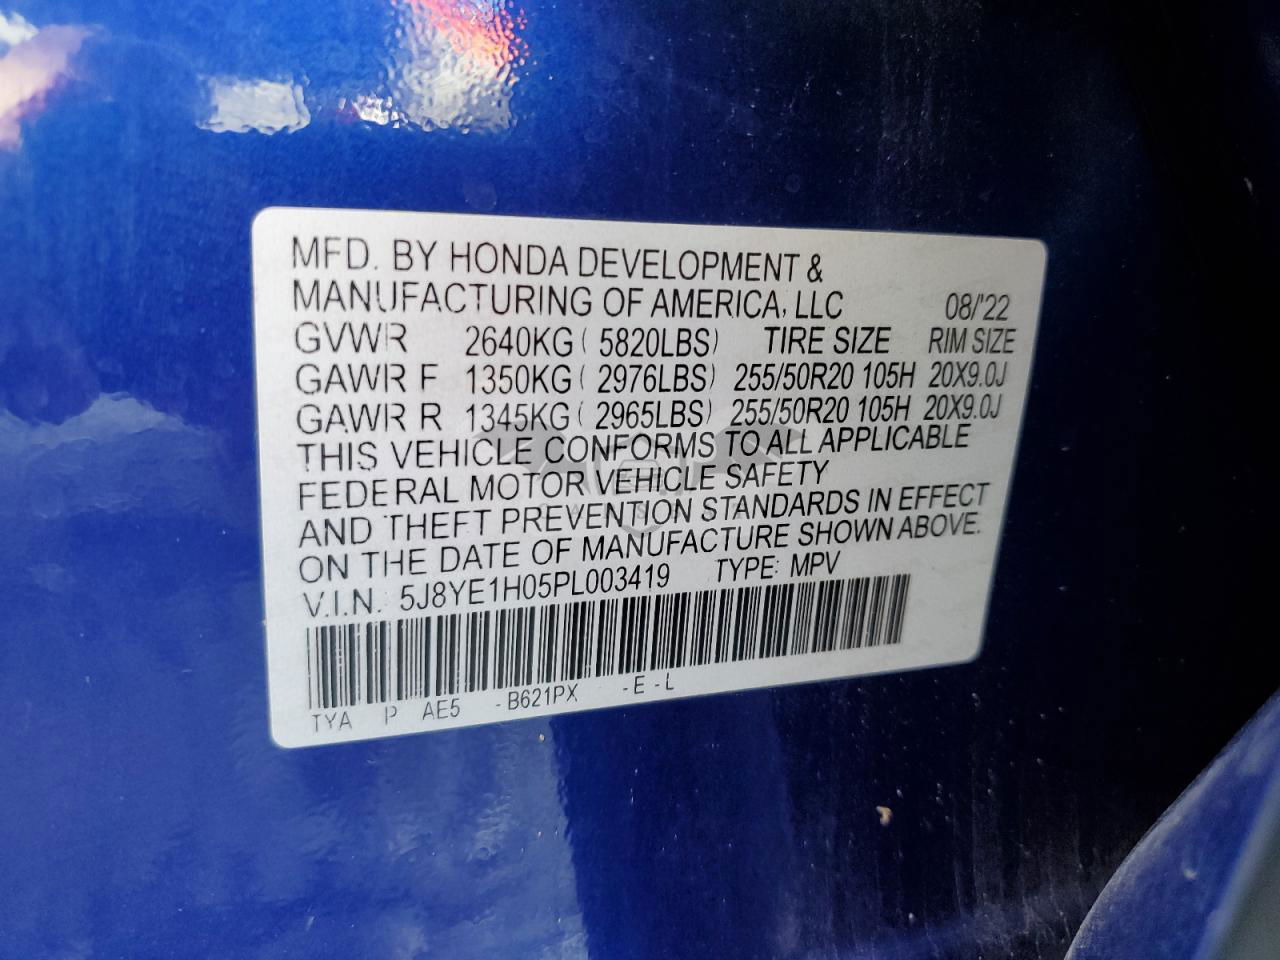 MFD. BY HONDA DEVELOPMENT &
MANUFACTURING OF AMERICA, LLC 08/'22
GVWR 2640KG ( 5820LBS) TIRE SIZE RIM SIZE
GAWR F 1350KG ( 2976LBS) 255/50R20 105H 20X9.0J
GAWR R 1345KG ( 2965LBS) 255/50R20 105H 20X9.0J
THIS VEHICLE CONFORMS TO ALL APPLICABLE
FEDERAL MOTOR VEHICLE SAFETY
AND THEFT PREVENTION STANDARDS IN EFFECT
ON THE DATE OF MANUFACTURE SHOWN ABOVE.
V.I.N. 5J8YE1H05PL003419 TYPE: MPV
TYA P AE5 -B621PX -E-L